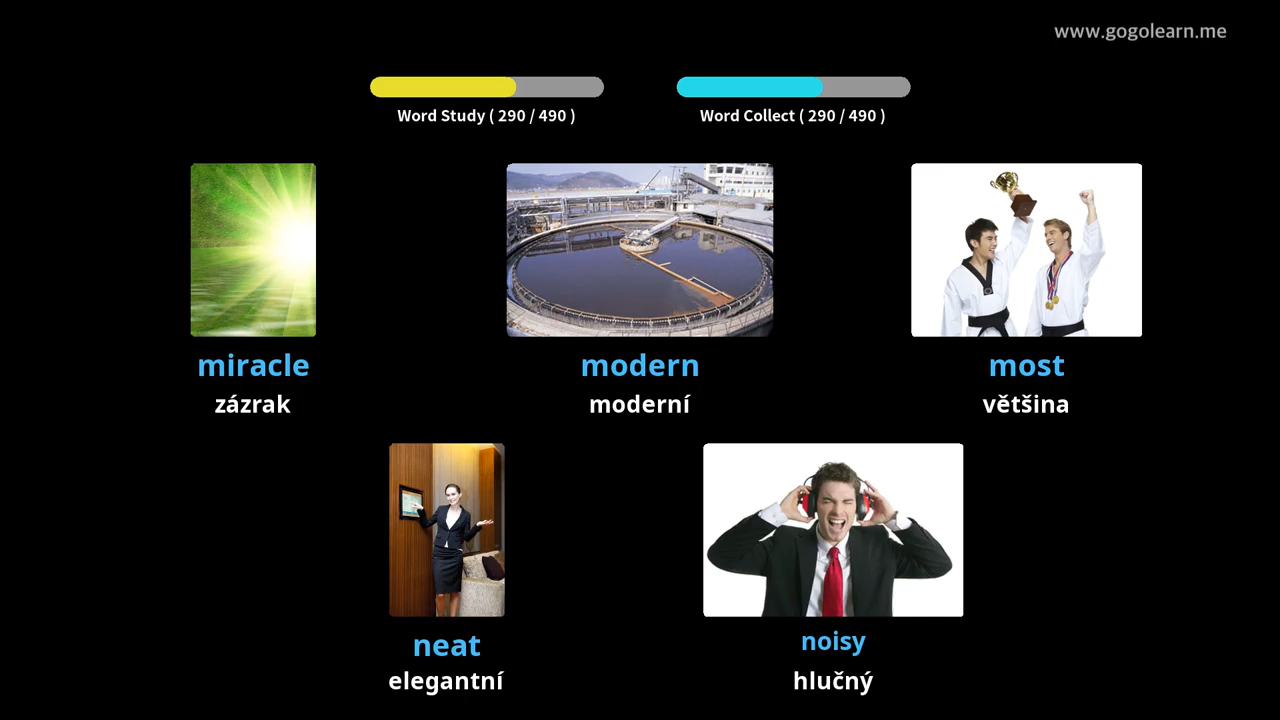 www.gogolearn.me
Word Study ( 290 / 490 )
Word Collect ( 290 / 490 )
miracle
zázrak
modern
moderní
most
většina
neat
elegantní
noisy
hlučný